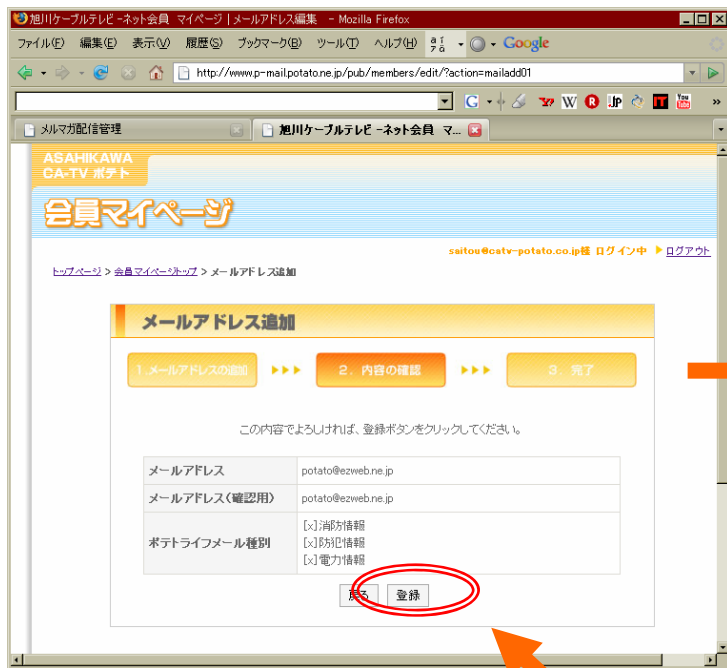 旭川ケーブルテレビ -ネット会員 マイページ | メールアドレス編集 - Mozilla Firefox
ファイル(F) 編集(E) 表示(V) 履歴(S) ブックマーク(B) ツール(T) ヘルプ(H) Google
http://www.p-mail.potato.ne.jp/pub/members/edit/?action=mailadd01
メルマガ配信管理 旭川ケーブルテレビ -ネット会員 マ...
ASAHIKAWA
CA-TV ポテト
会員マイページ
saitou@catv-potato.co.jp様 ログイン中 ログアウト
トップページ > 会員マイページトップ > メールアドレス追加
メールアドレス追加
1.メールアドレスの追加 2. 内容の確認 3. 完了
この内容でよろしければ、登録ボタンをクリックしてください。
メールアドレス potato@ezweb.ne.jp
メールアドレス(確認用) potato@ezweb.ne.jp
ポテトライフメール種別
[x]消防情報
[x]防犯情報
[x]電力情報
戻る 登録